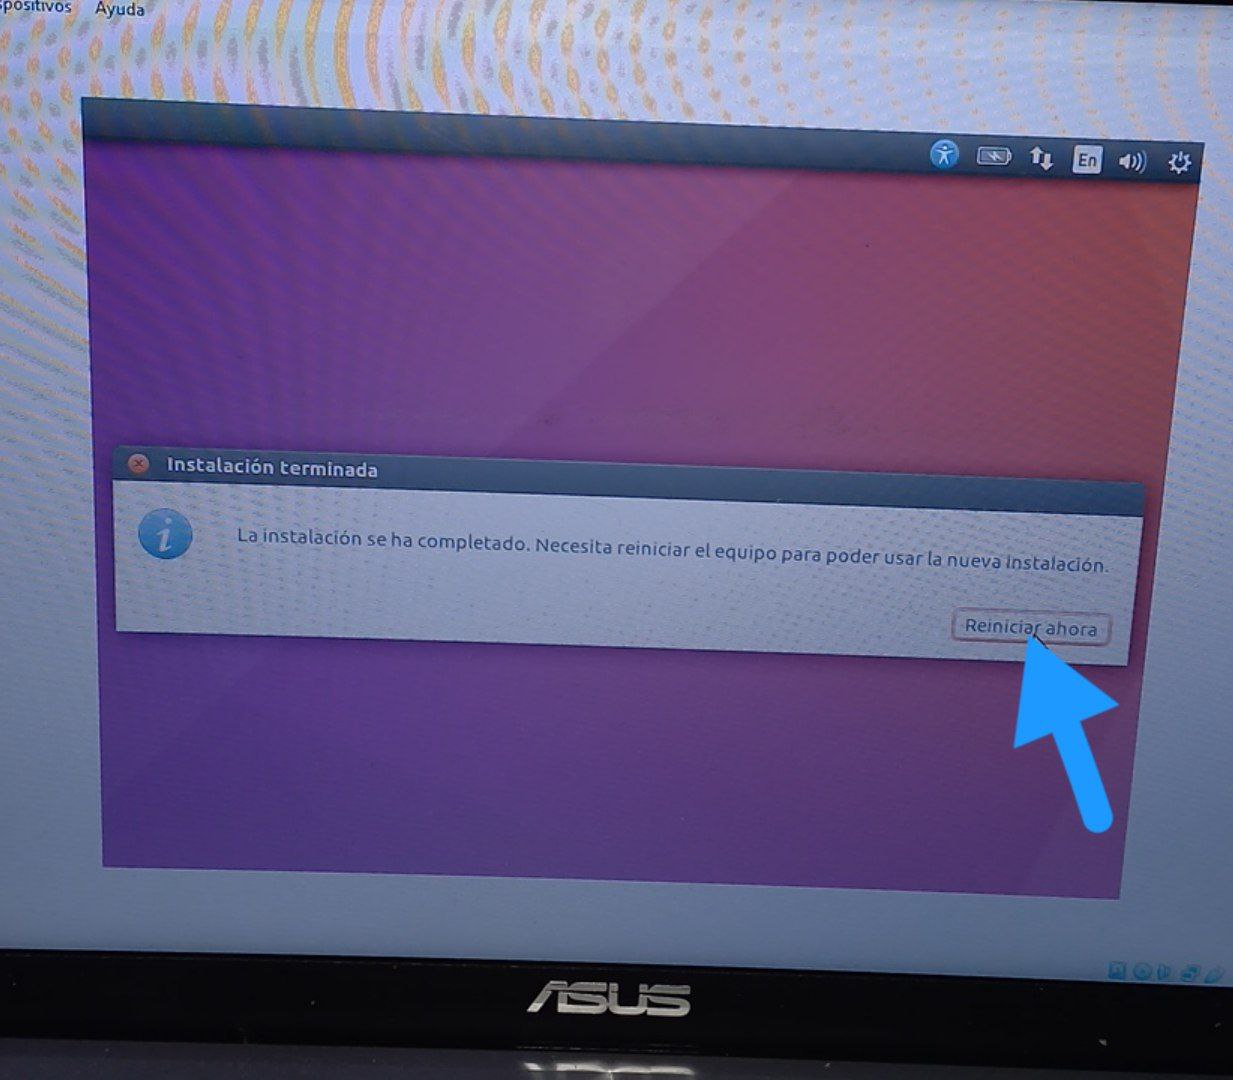 Ayuda
En
Instalación terminada
La instalación se ha completado. Necesita reiniciar el equipo para poder usar la nueva instalación.
Reiniciar ahora
ASUS